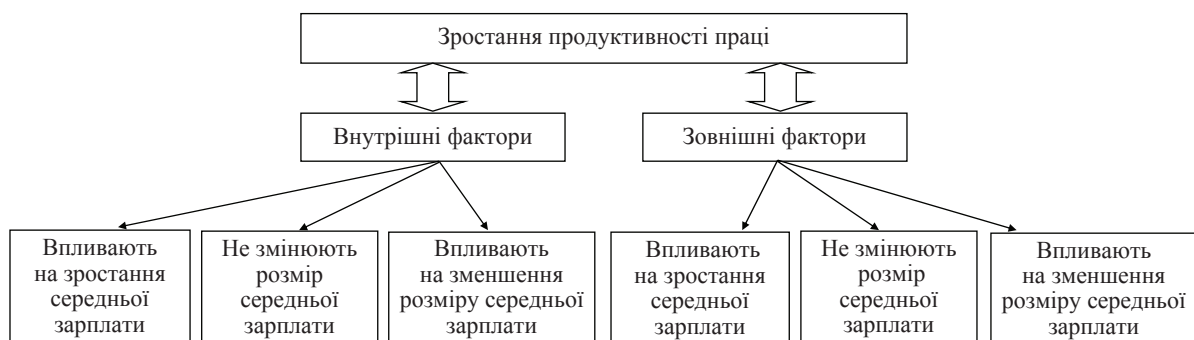 Зростання продуктивності праці
Внутрішні фактори
Зовнішні фактори
Впливають
на зростання
середньої
зарплати
Не змінюють
розмір
середньої
зарплати
Впливають
на зменшення
розміру середньої
зарплати
Впливають
на зростання
середньої
зарплати
Не змінюють
розмір
середньої
зарплати
Впливають
на зменшення
розміру середньої
зарплати